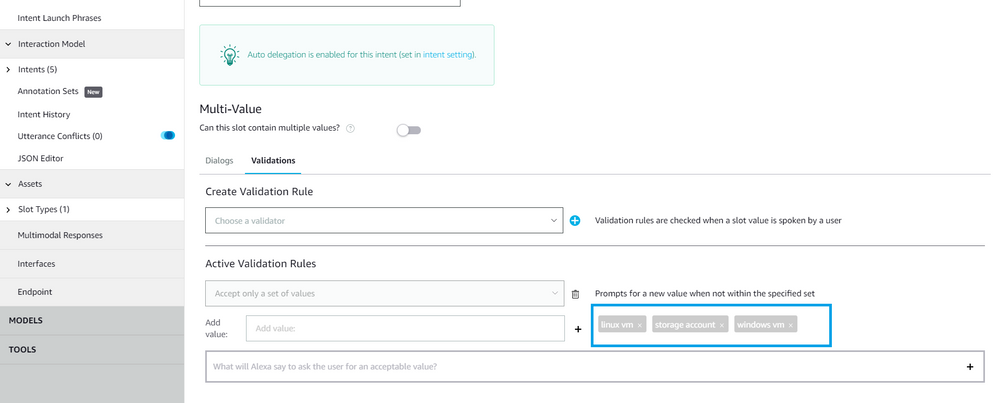 Intent Launch Phrases
Interaction Model
Intents (5)
Annotation Sets New
Intent History
Utterance Conflicts (0)
JSON Editor
Assets
Slot Types (1)
Multimodal Responses
Interfaces
Endpoint
MODELS
TOOLS
Auto delegation is enabled for this intent (set in intent setting).
Multi-Value
Can this slot contain multiple values? ?
Dialogs Validations
Create Validation Rule
Choose a validator
Validation rules are checked when a slot value is spoken by a user
Active Validation Rules
Accept only a set of values
Prompts for a new value when not within the specified set
Add
value:
Add value;
linux vm × storage account × windows vm ×
What will Alexa say to ask the user for an acceptable value?